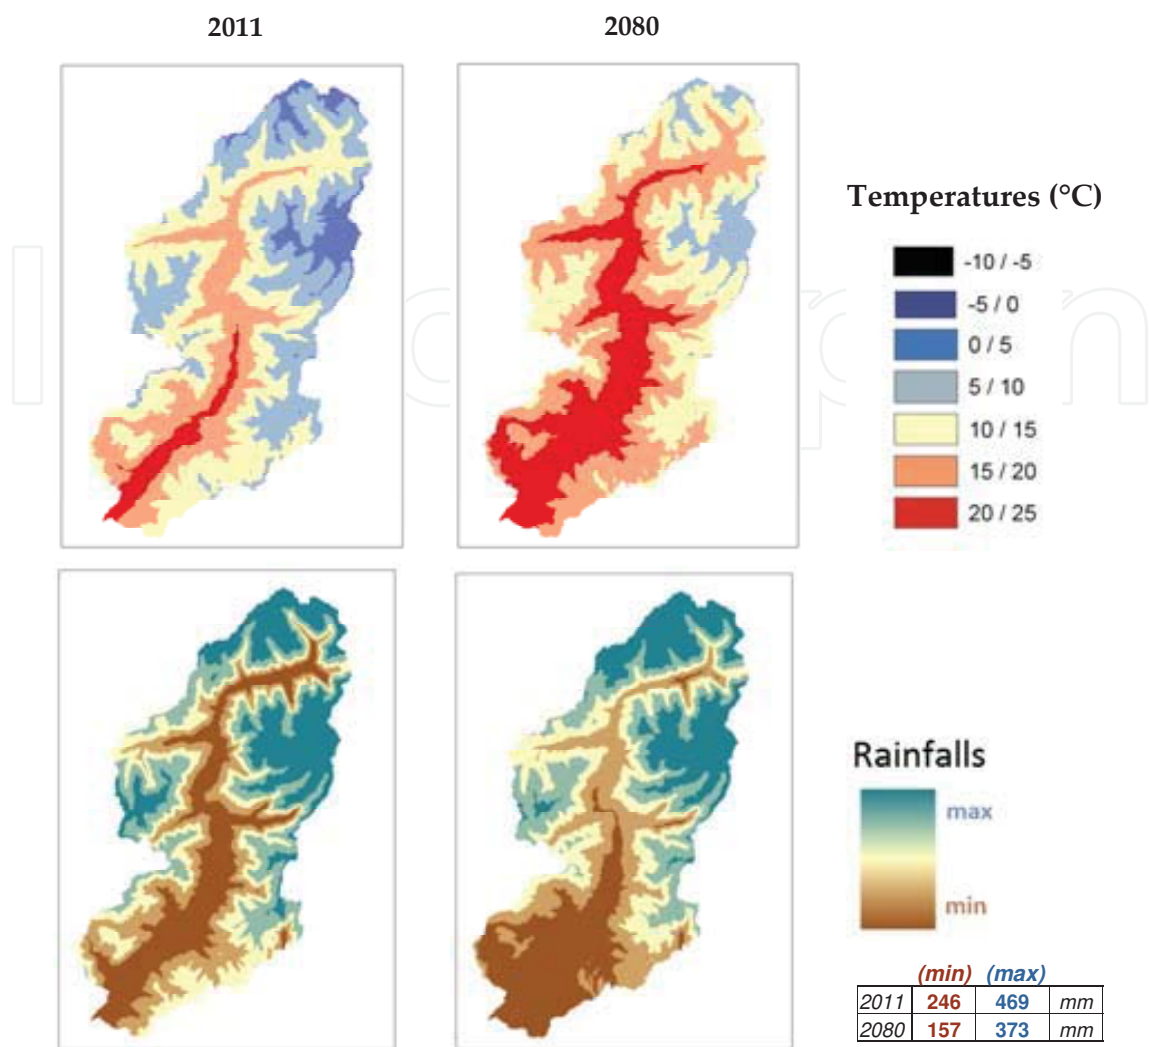 2011
2080
Temperatures (°C)
-10 / -5
-5 / 0
0 / 5
5 / 10
10 / 15
15 / 20
20 / 25
Rainfalls
max
min
(min) (max)
2011 246 469 mm
2080 157 373 mm